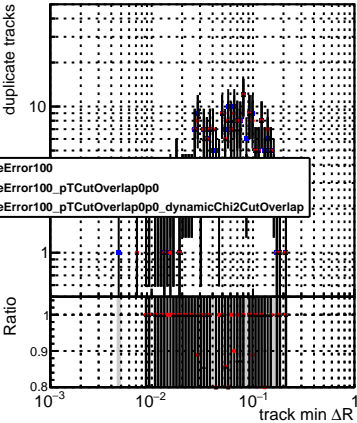 duplicate tracks
10
eError100
eError100_pTCutOverlap0p0
eError100_pTCutOverlap0p0_dynamicChi2CutOverlap
1
Ratio
1
0.9
0.8
10⁻³ 10⁻² 10⁻¹ 1
track min ΔR